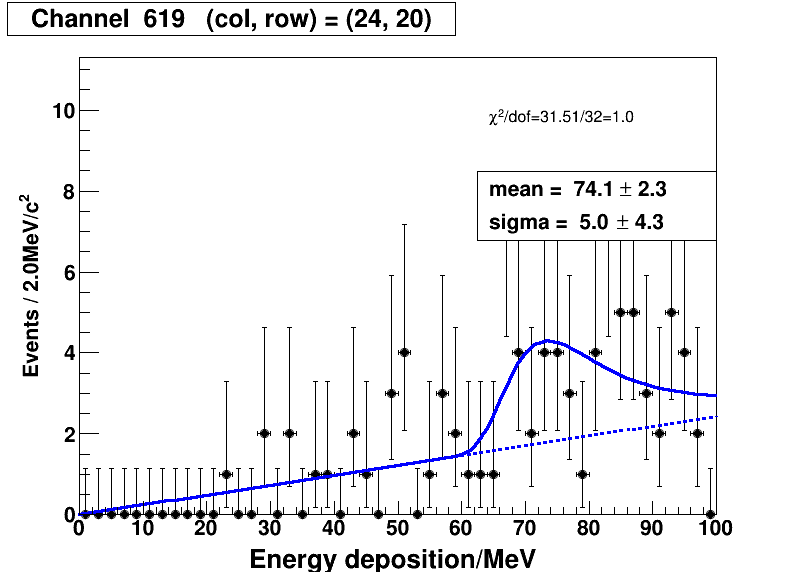 Channel 619 (col, row) = (24, 20)
χ²/dof=31.51/32=1.0
mean = 74.1 ± 2.3
sigma = 5.0 ± 4.3
Events / 2.0MeV/c²
10
8
6
4
2
0
0 10 20 30 40 50 60 70 80 90 100
Energy deposition/MeV